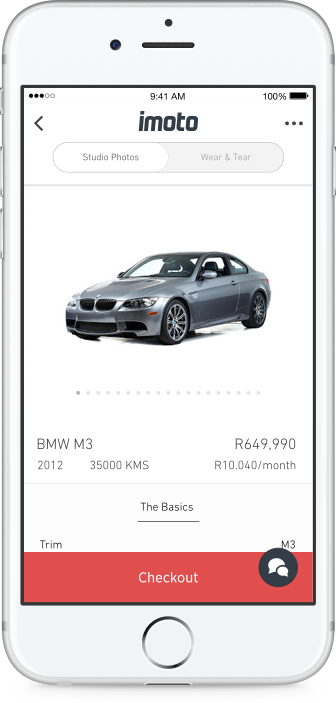 9:41 AM
100%
imoto
Studio Photos
Wear & Tear
BMW M3
R649,990
2012
35000 KMS
R10.040/month
The Basics
Trim
M3
Checkout